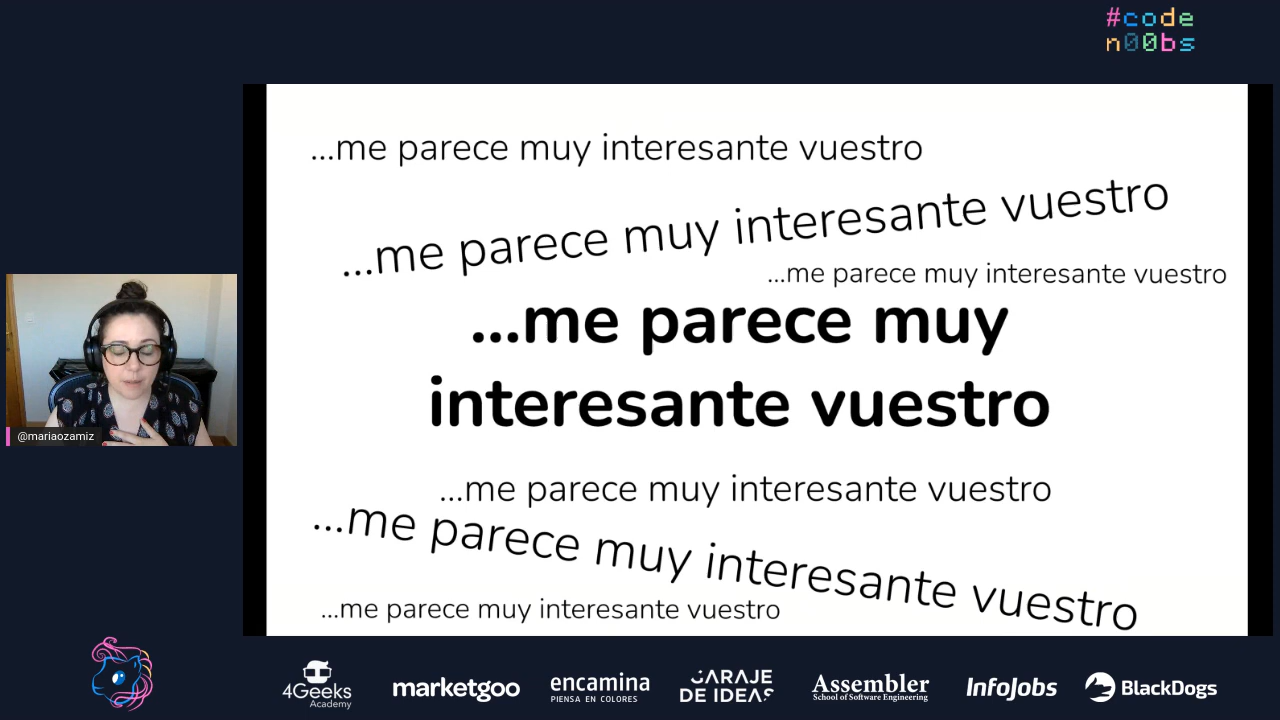 #code
n00bs
...me parece muy interesante vuestro
...me parece muy interesante vuestro
...me parece muy interesante vuestro
...me parece muy
interesante vuestro
...me parece muy interesante vuestro
...me parece muy interesante vuestro
...me parece muy interesante vuestro
@mariaozamiz
4Geeks
Academy
marketgoo
encamina
PIENSA EN COLORES
GARAJE
DE IDEAS
Assembler
School of Software Engineering
InfoJobs
BlackDogs